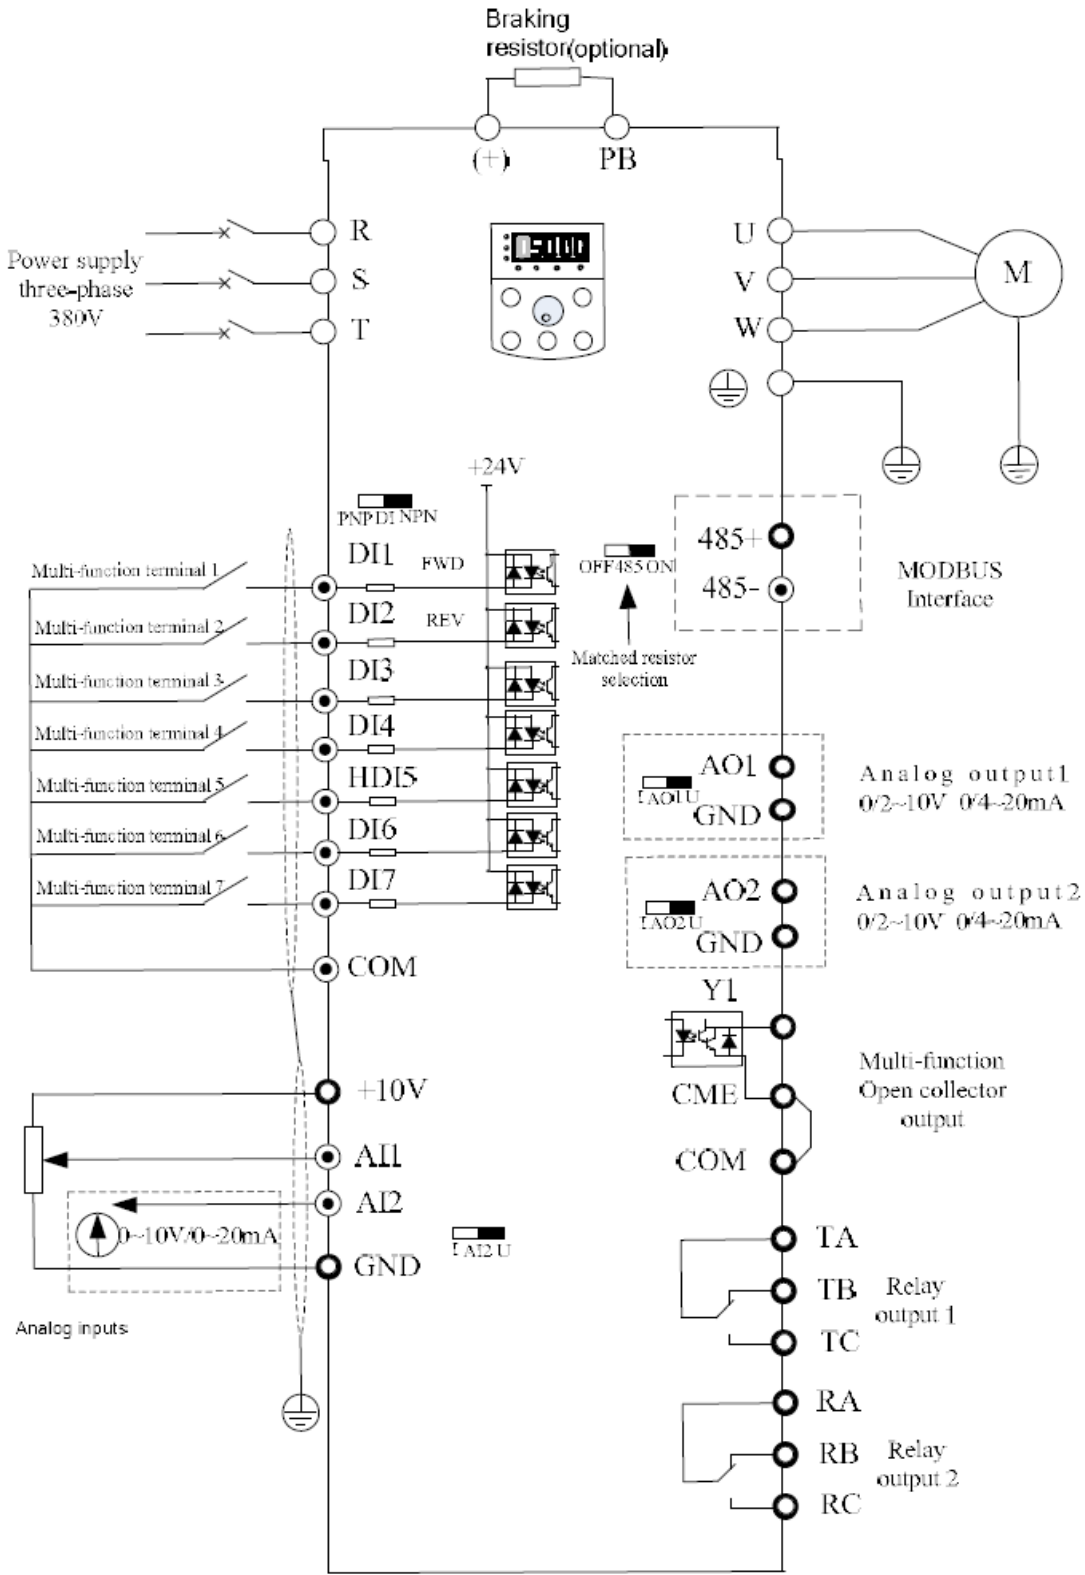 Braking
resistor(optional)
(+)
PB
R
S
T
Power supply
three-phase
380V
U
V
W
M
+24V
PNP DI NPN
DI1
FWD
Multi-function terminal 1
DI2
REV
Multi-function terminal 2
DI3
Multi-function terminal 3
DI4
Multi-function terminal 4
HDI5
Multi-function terminal 5
DI6
Multi-function terminal 6
DI7
Multi-function terminal 7
COM
485+
485-
OFF485 ON
Matched resistor
selection
MODBUS
Interface
AO1
I AO1 U
GND
Analog output1
0/2~10V 0/4~20mA
AO2
I AO2 U
GND
Analog output2
0/2~10V 0/4~20mA
Y1
CME
COM
Multi-function
Open collector
output
+10V
AI1
AI2
0~10V/0~20mA
GND
I AI2 U
Analog inputs
TA
TB
TC
Relay
output 1
RA
RB
RC
Relay
output 2